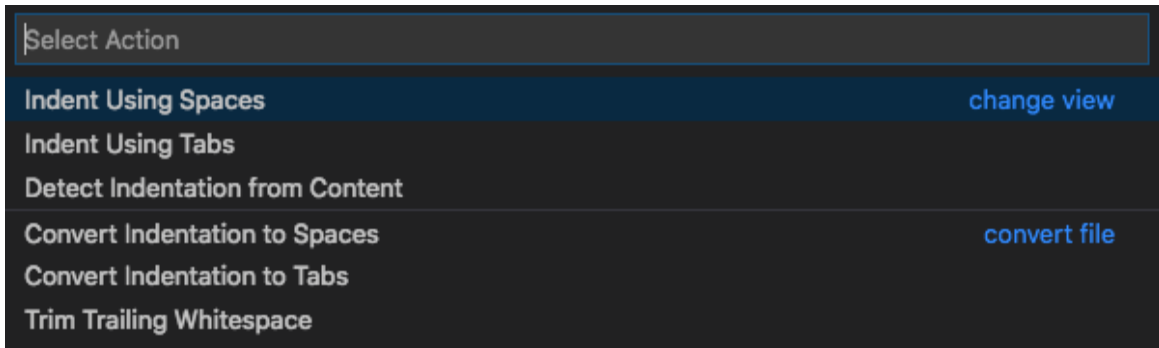 Select Action
Indent Using Spaces change view
Indent Using Tabs
Detect Indentation from Content
Convert Indentation to Spaces convert file
Convert Indentation to Tabs
Trim Trailing Whitespace